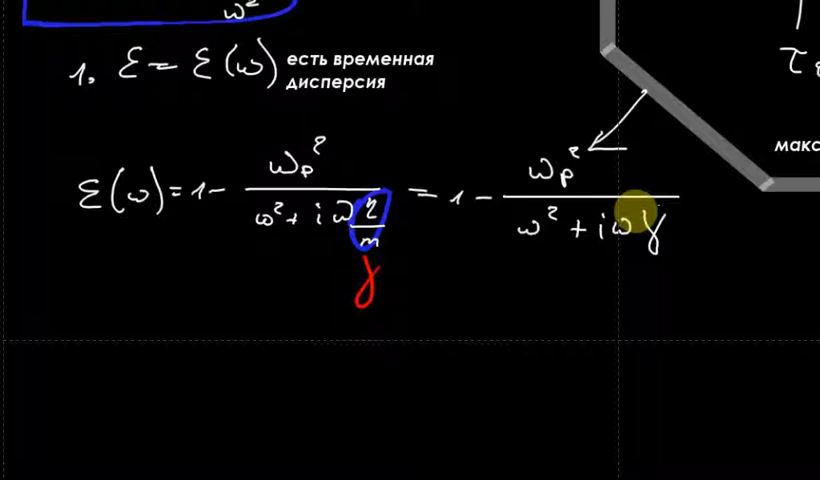 ω²
1. ε = ε(ω) есть временная
дисперсия
τ
макс
ε(ω) = 1 - ωₚ² / (ω² + iω η/m) = 1 - ωₚ² / (ω² + iωγ)
γ